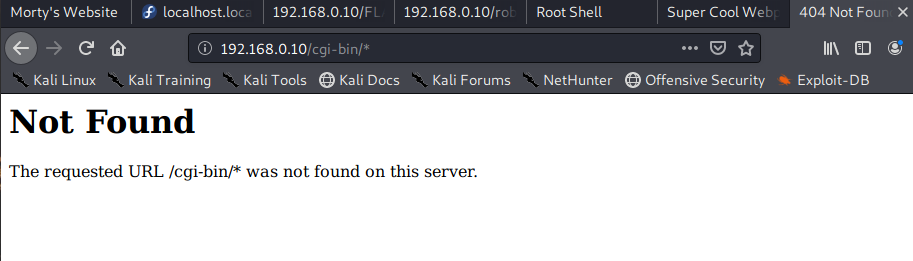 Morty's Website localhost.loca 192.168.0.10/FLA 192.168.0.10/rob Root Shell Super Cool Webp 404 Not Foun
192.168.0.10/cgi-bin/*
Kali Linux Kali Training Kali Tools Kali Docs Kali Forums NetHunter Offensive Security Exploit-DB
Not Found
The requested URL /cgi-bin/* was not found on this server.